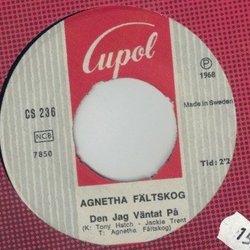 Cupol
℗
1968
CS 236
Made in Sweden
NCB
7850
Tid: 2'2
AGNETHA FÄLTSKOG
Den Jag Väntat På
(K: Tony Hatch - Jackie Trent
T: Agnetha Fältskog)